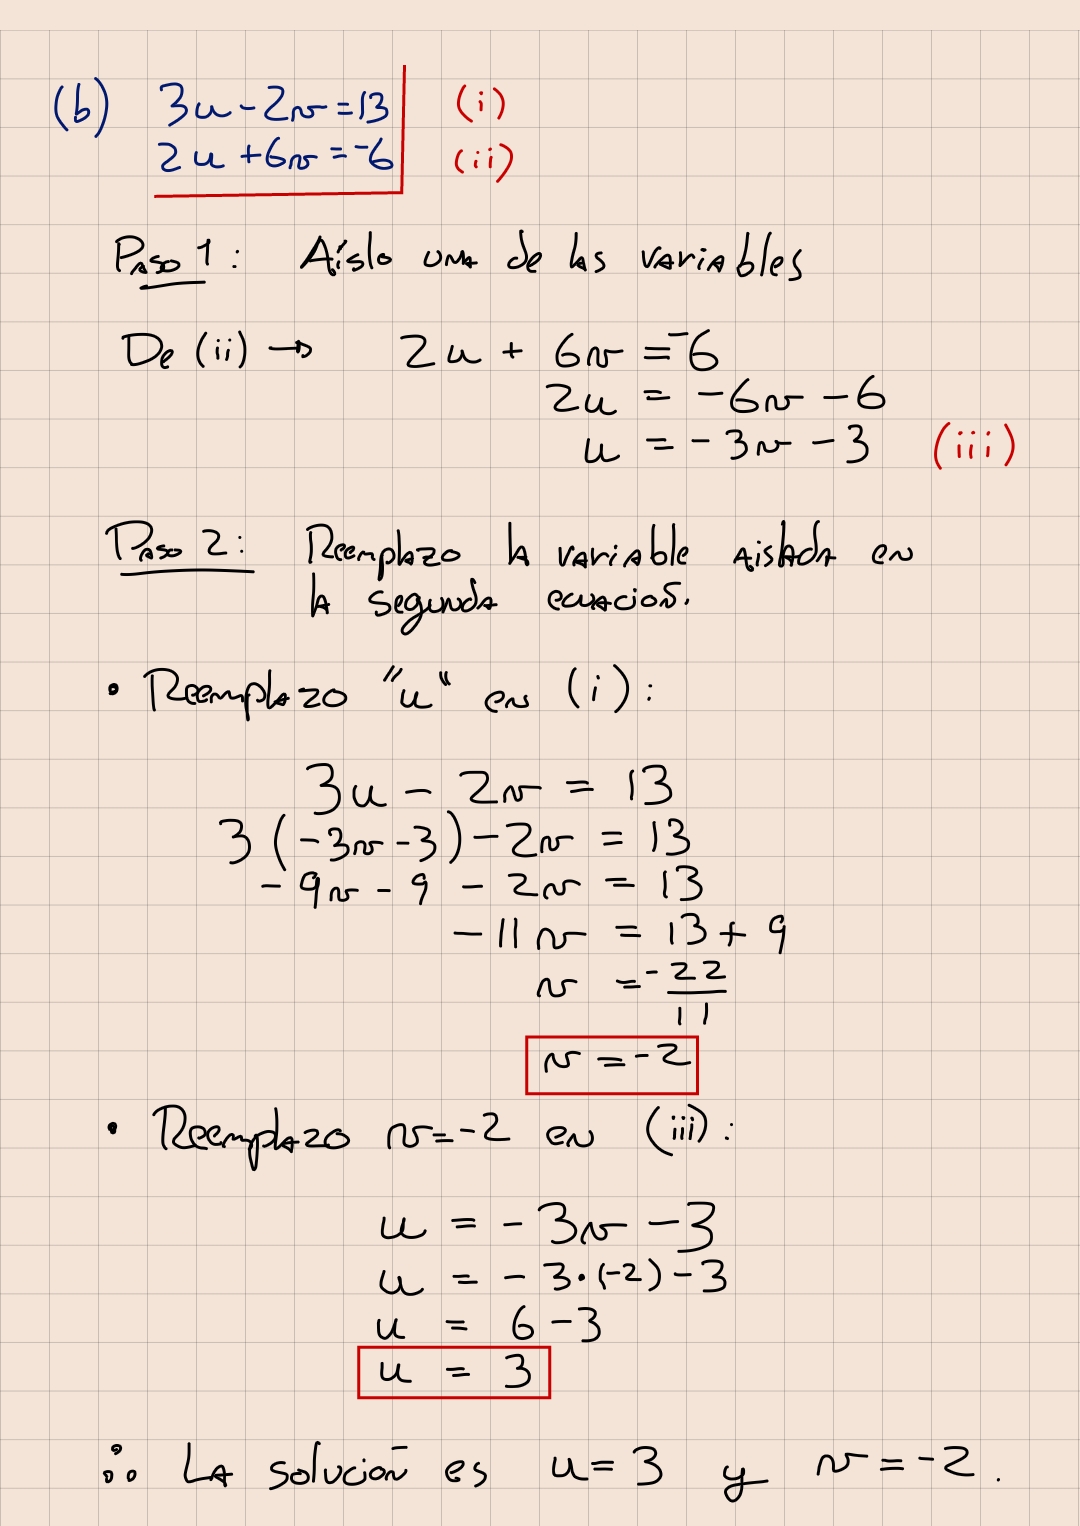 (b) 3u-2v=13 (i)
2u+6v=-6 (ii)
Paso 1: Aíslo una de las variables
De (ii) → 2u + 6v = -6
2u = -6v - 6
u = -3v - 3 (iii)
Paso 2: Reemplazo la variable aislada en
la segunda ecuación.
• Reemplazo "u" en (i):
3u - 2v = 13
3(-3v-3)-2v = 13
-9v - 9 - 2v = 13
-11v = 13 + 9
v = -22/11
v = -2
• Reemplazo v=-2 en (iii):
u = -3v - 3
u = -3·(-2)-3
u = 6-3
u = 3
∴ La solución es u=3 y v=-2.